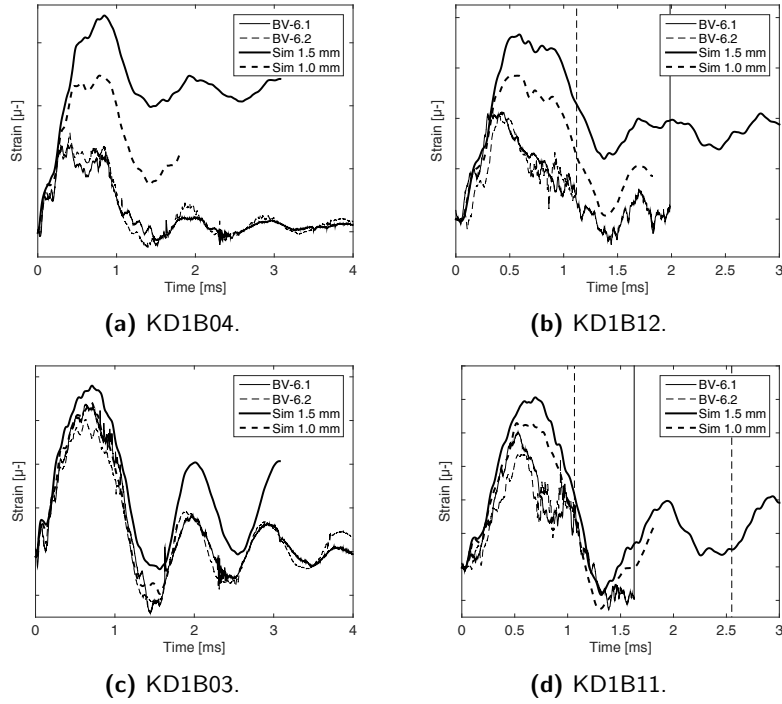 BV-6.1
BV-6.2
Sim 1.5 mm
Sim 1.0 mm
Strain [μ-]
0 1 2 3 4
Time [ms]
(a) KD1B04.
BV-6.1
BV-6.2
Sim 1.5 mm
Sim 1.0 mm
Strain [μ-]
0 0.5 1 1.5 2 2.5 3
Time [ms]
(b) KD1B12.
BV-6.1
BV-6.2
Sim 1.5 mm
Sim 1.0 mm
Strain [μ-]
0 1 2 3 4
Time [ms]
(c) KD1B03.
BV-6.1
BV-6.2
Sim 1.5 mm
Sim 1.0 mm
Strain [μ-]
0 0.5 1 1.5 2 2.5 3
Time [ms]
(d) KD1B11.